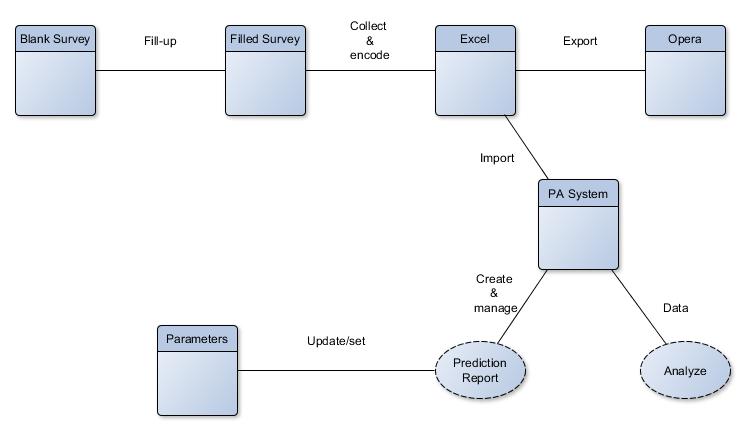 Blank Survey
Fill-up
Filled Survey
Collect
&
encode
Excel
Export
Opera
Import
PA System
Create
&
manage
Data
Parameters
Update/set
Prediction
Report
Analyze